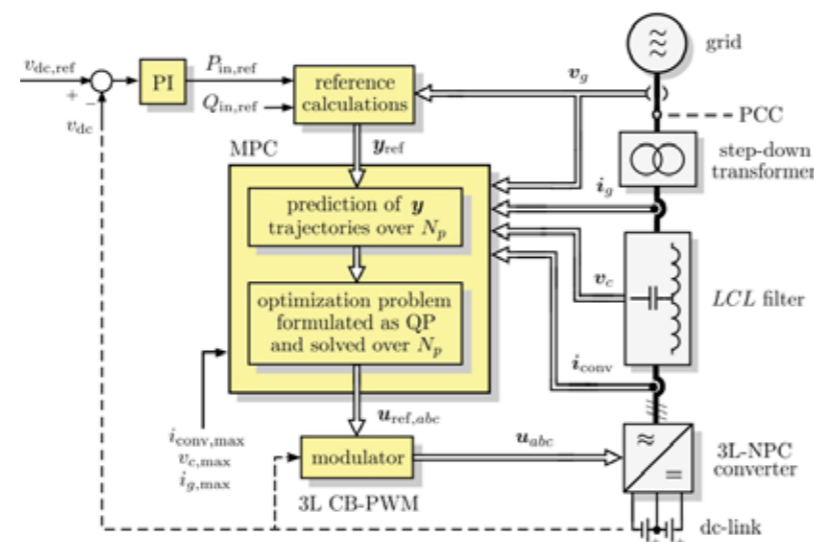 v_dc,ref
+
−
v_dc
PI
P_in,ref
Q_in,ref
reference
calculations
v_g
grid
PCC
step-down
transformer
MPC
y_ref
i_g
prediction of y
trajectories over N_p
v_c
LCL filter
optimization problem
formulated as QP
and solved over N_p
i_conv
i_conv,max
v_c,max
i_g,max
u_ref,abc
modulator
3L CB-PWM
u_abc
3L-NPC
converter
dc-link